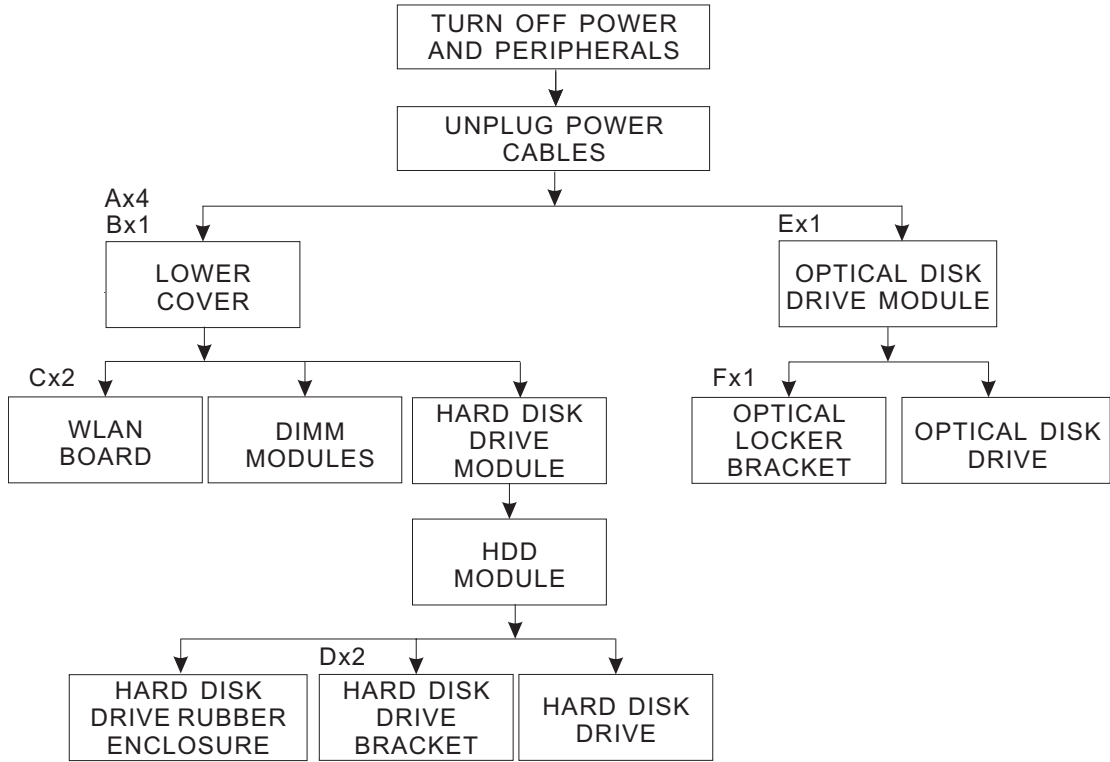 TURN OFF POWER
AND PERIPHERALS
UNPLUG POWER
CABLES
Ax4
Bx1
LOWER
COVER
Ex1
OPTICAL DISK
DRIVE MODULE
Cx2
WLAN
BOARD
DIMM
MODULES
HARD DISK
DRIVE
MODULE
Fx1
OPTICAL
LOCKER
BRACKET
OPTICAL DISK
DRIVE
HDD
MODULE
HARD DISK
DRIVE RUBBER
ENCLOSURE
Dx2
HARD DISK
DRIVE
BRACKET
HARD DISK
DRIVE